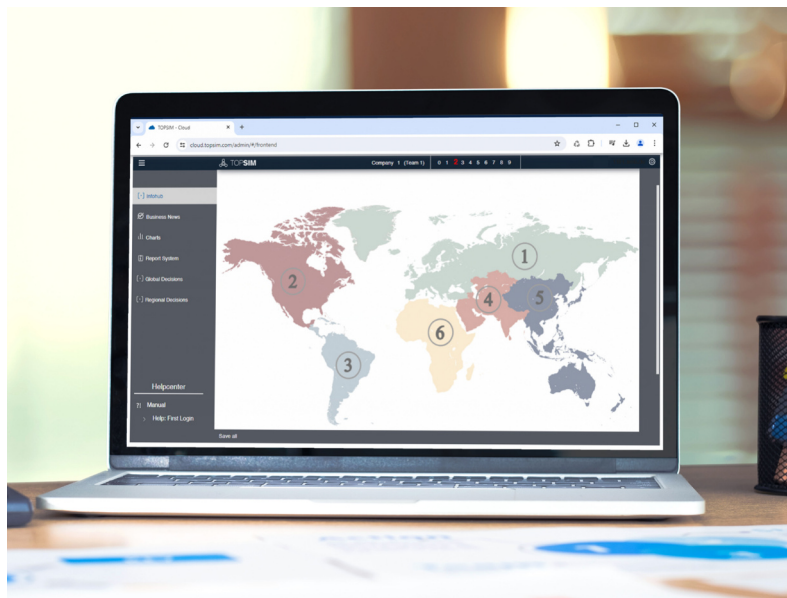 TOPSIM - Cloud
cloud.topsim.com/admin/#/frontend
TOPSIM
Company 1 (Team 1) 0 1 2 3 4 5 6 7 8 9
Business News
Charts
Report System
Global Decisions
Regional Decisions
1
2
4
5
6
3
Helpcenter
Manual
> Help: First Login
Save all